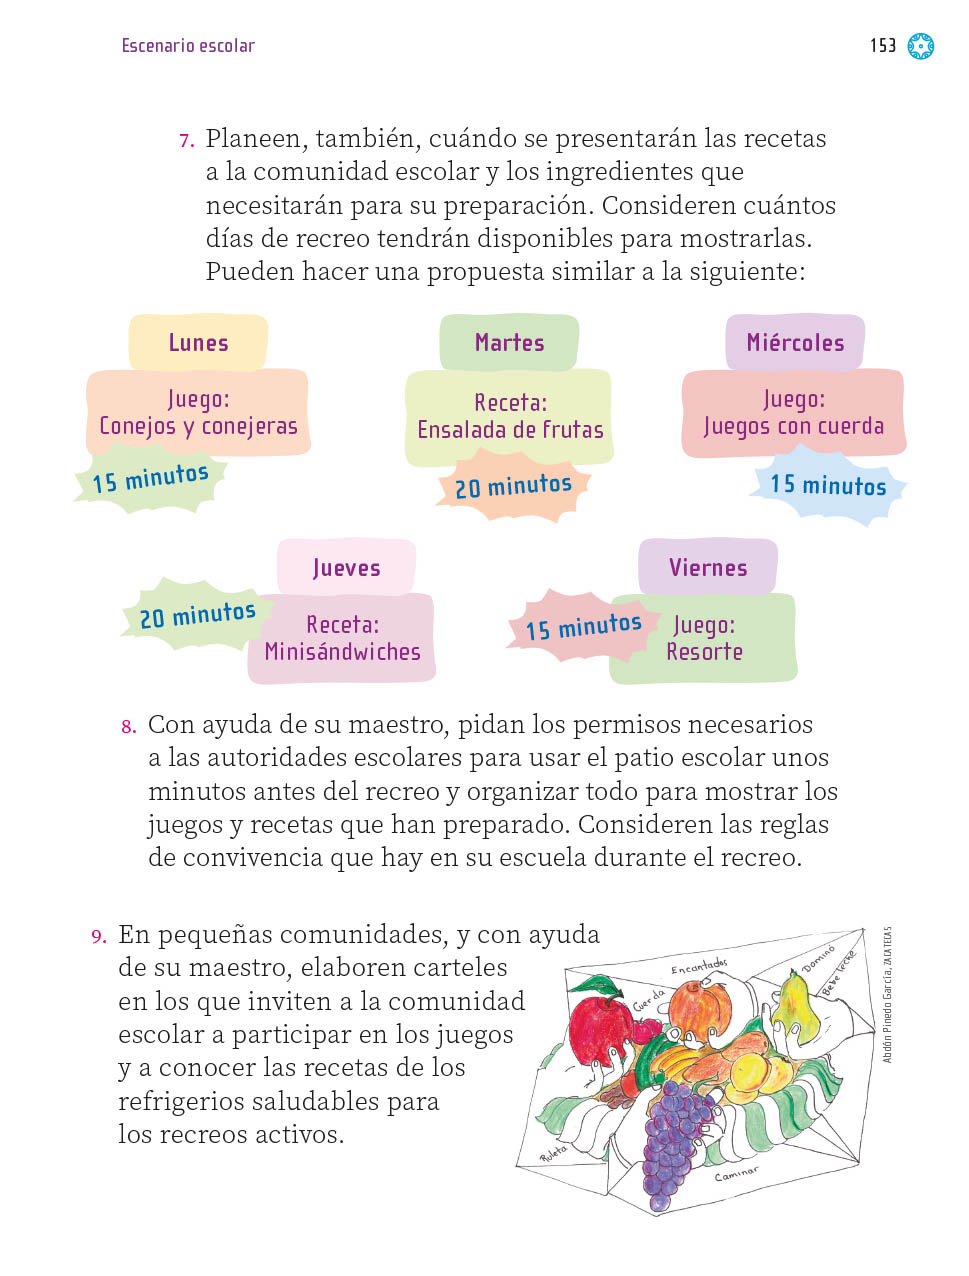 Escenario escolar
153
7. Planeen, también, cuándo se presentarán las recetas
a la comunidad escolar y los ingredientes que
necesitarán para su preparación. Consideren cuántos
días de recreo tendrán disponibles para mostrarlas.
Pueden hacer una propuesta similar a la siguiente:
Lunes
Juego:
Conejos y conejeras
15 minutos
Martes
Receta:
Ensalada de frutas
20 minutos
Miércoles
Juego:
Juegos con cuerda
15 minutos
Jueves
20 minutos
Receta:
Minisándwiches
Viernes
15 minutos
Juego:
Resorte
8. Con ayuda de su maestro, pidan los permisos necesarios
a las autoridades escolares para usar el patio escolar unos
minutos antes del recreo y organizar todo para mostrar los
juegos y recetas que han preparado. Consideren las reglas
de convivencia que hay en su escuela durante el recreo.
9. En pequeñas comunidades, y con ayuda
de su maestro, elaboren carteles
en los que inviten a la comunidad
escolar a participar en los juegos
y a conocer las recetas de los
refrigerios saludables para
los recreos activos.
Cuerda
Encantados
Dominó
Bebe leche
Ruleta
Caminar
Abdón Pinedo García, ZACATECAS